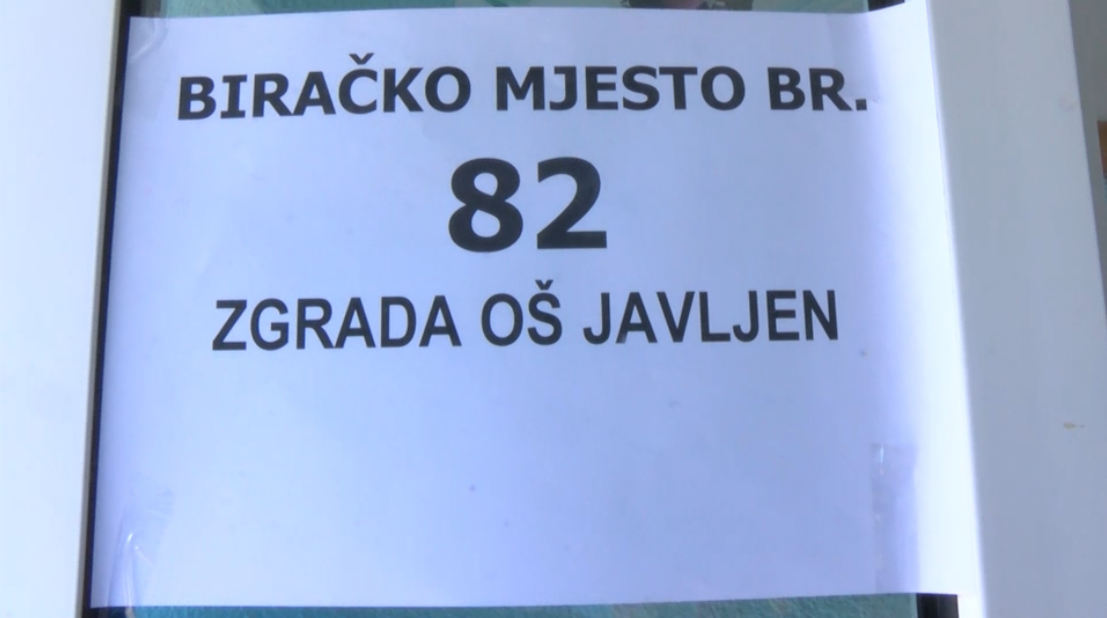 BIRAČKO MJESTO BR.
82
ZGRADA OŠ JAVLJEN